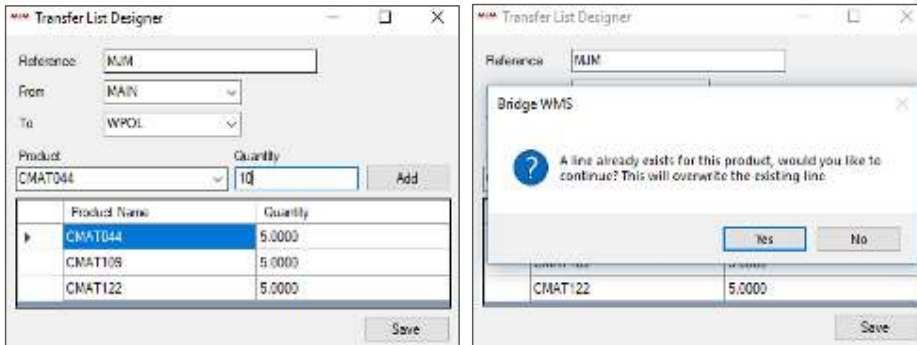 MJM Transfer List Designer
Reference MJM
From MAIN
To WPOL
Product Quantity
CMAT044 10 Add
Product Name Quantity
CMAT044 5.0000
CMAT109 5.0000
CMAT122 5.0000
Save
MJM Transfer List Designer
Reference MJM
Bridge WMS
A line already exists for this product, would you like to
continue? This will overwrite the existing line
Yes No
CMAT122 5.0000
Save